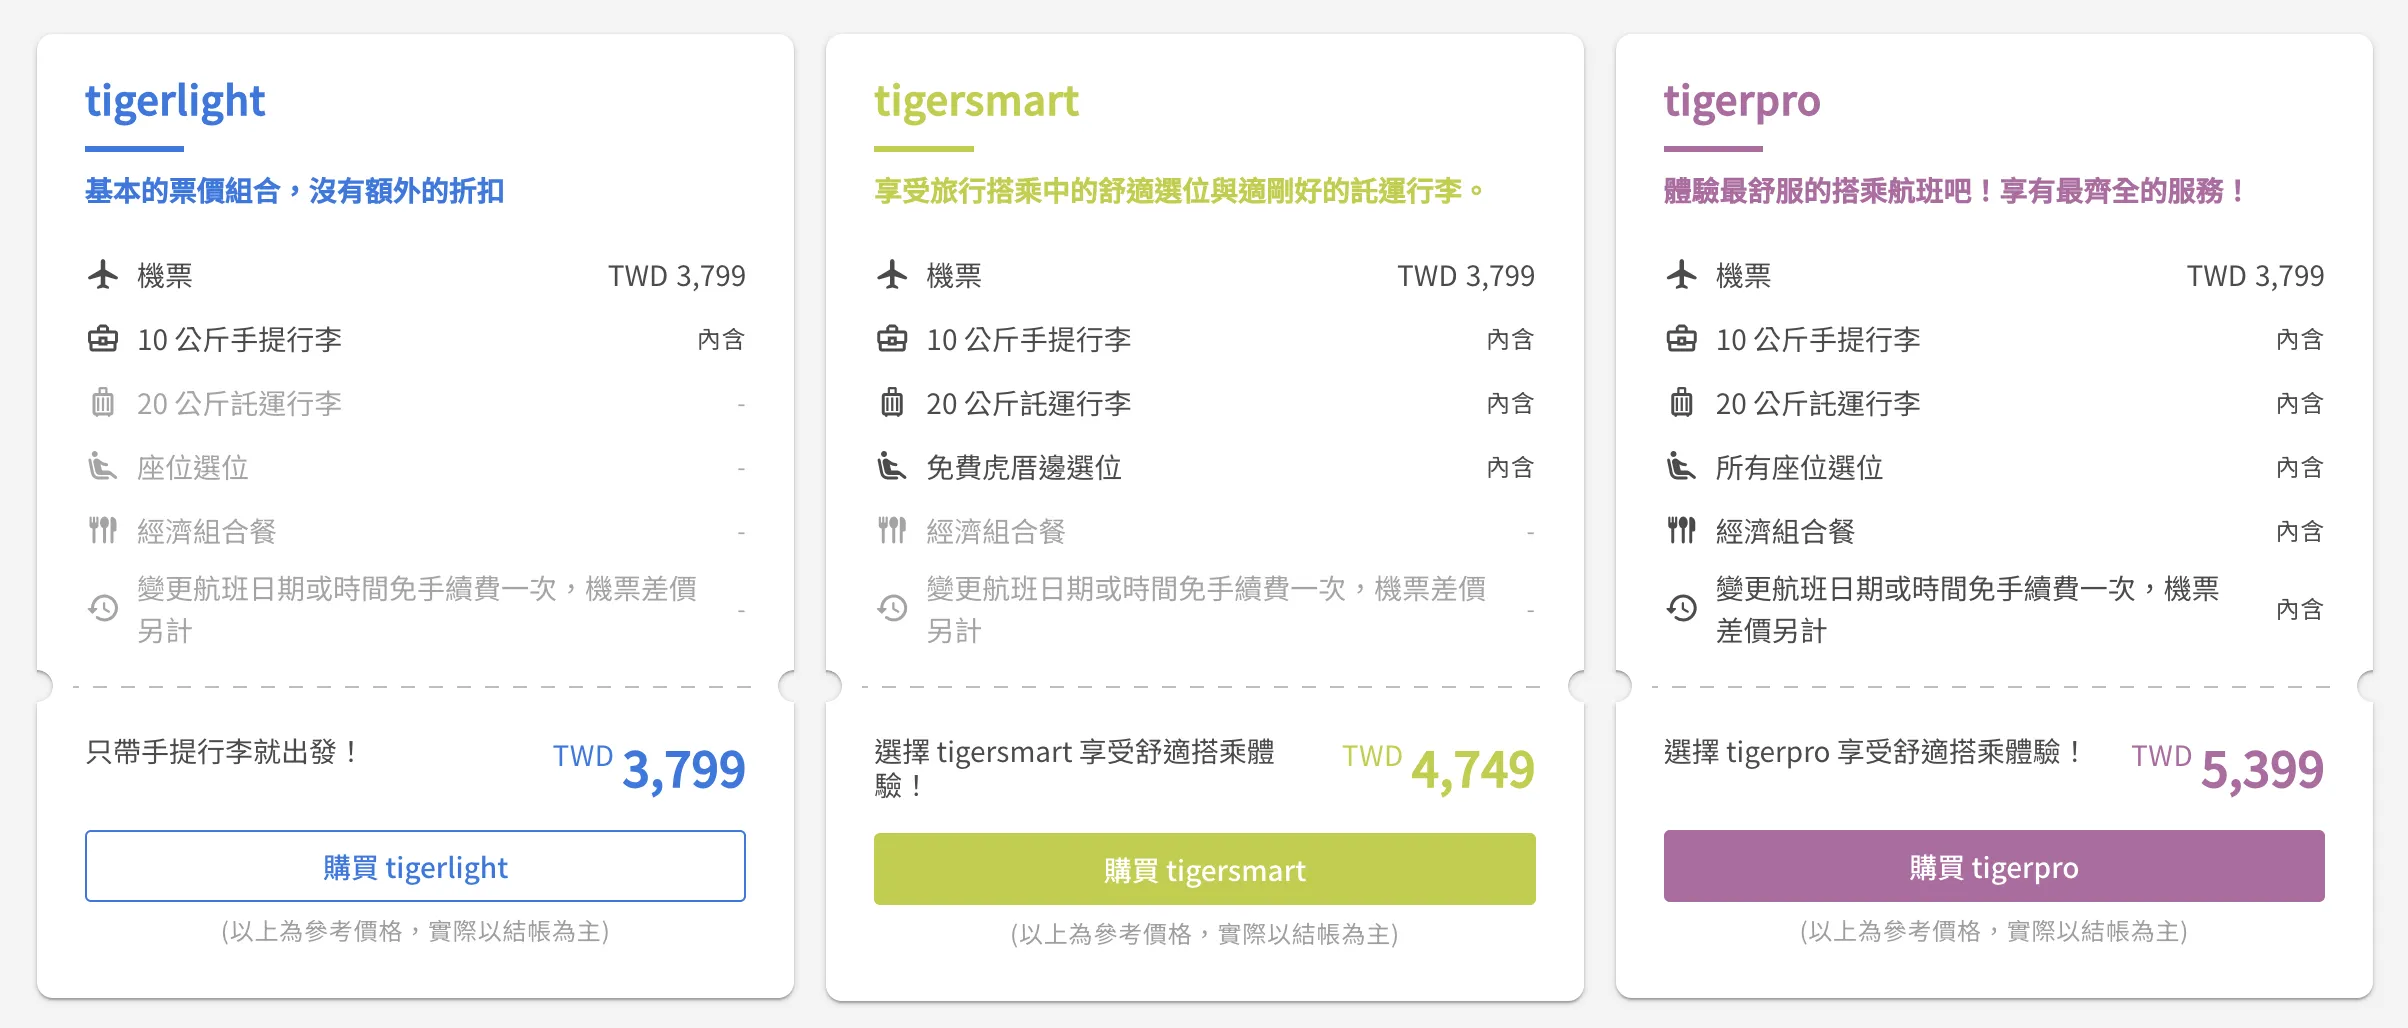 tigerlight
基本的票價組合，沒有額外的折扣
機票 TWD 3,799
10 公斤手提行李 內含
20 公斤託運行李 -
座位選位 -
經濟組合餐 -
變更航班日期或時間免手續費一次，機票差價
另計 -
只帶手提行李就出發！ TWD 3,799
購買 tigerlight
(以上為參考價格，實際以結帳為主)
tigersmart
享受旅行搭乘中的舒適選位與適剛好的託運行李。
機票 TWD 3,799
10 公斤手提行李 內含
20 公斤託運行李 內含
免費虎厝邊選位 內含
經濟組合餐 -
變更航班日期或時間免手續費一次，機票差價
另計 -
選擇 tigersmart 享受舒適搭乘體
驗！ TWD 4,749
購買 tigersmart
(以上為參考價格，實際以結帳為主)
tigerpro
體驗最舒服的搭乘航班吧！享有最齊全的服務！
機票 TWD 3,799
10 公斤手提行李 內含
20 公斤託運行李 內含
所有座位選位 內含
經濟組合餐 內含
變更航班日期或時間免手續費一次，機票
差價另計 內含
選擇 tigerpro 享受舒適搭乘體驗！ TWD 5,399
購買 tigerpro
(以上為參考價格，實際以結帳為主)